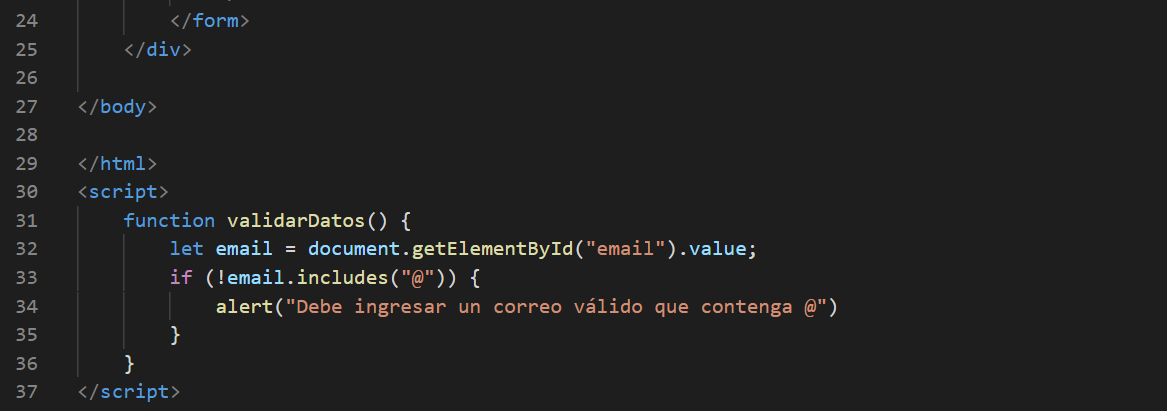 24 </form>
25 </div>
26
27 </body>
28
29 </html>
30 <script>
31 function validarDatos() {
32 let email = document.getElementById("email").value;
33 if (!email.includes("@")) {
34 alert("Debe ingresar un correo válido que contenga @")
35 }
36 }
37 </script>